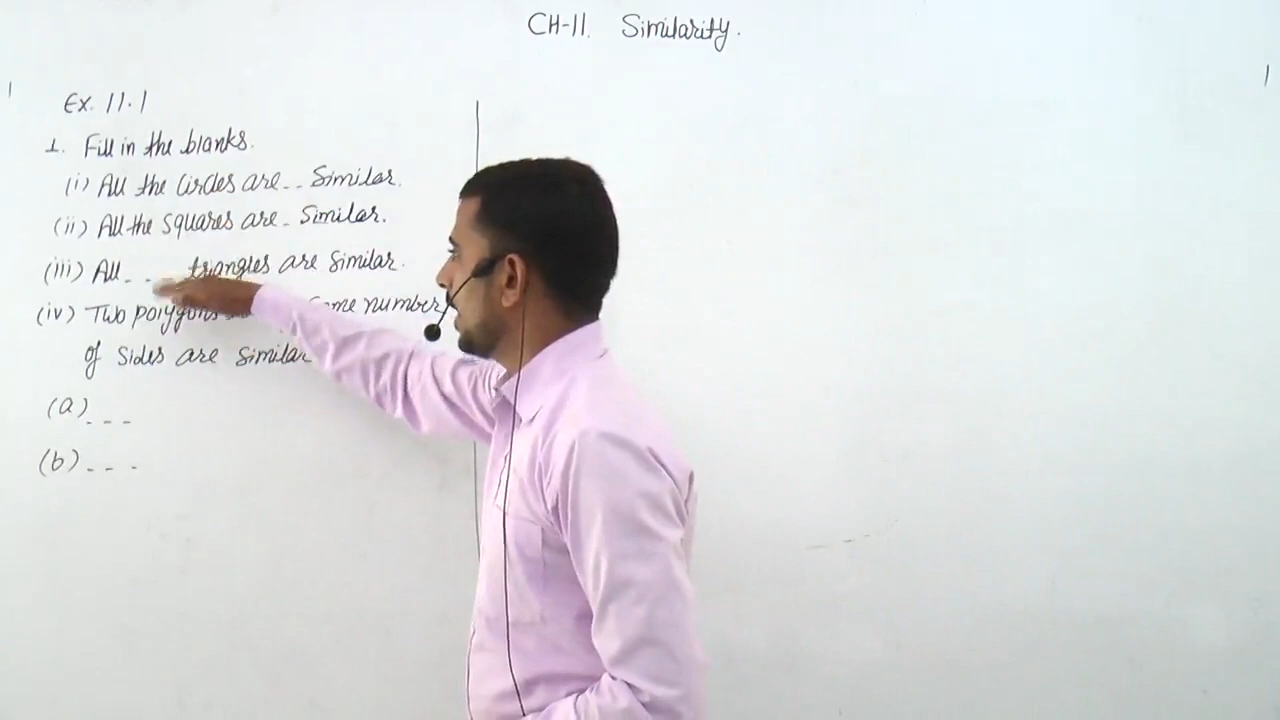 CH-11. Similarity.
Ex. 11.1
1. Fill in the blanks.
(i) All the Circles are - - Similar.
(ii) All the squares are - Similar.
(iii) All - - - triangles are similar.
(iv) Two polygons Same number
of sides are similar
(a) - - -
(b) - - -